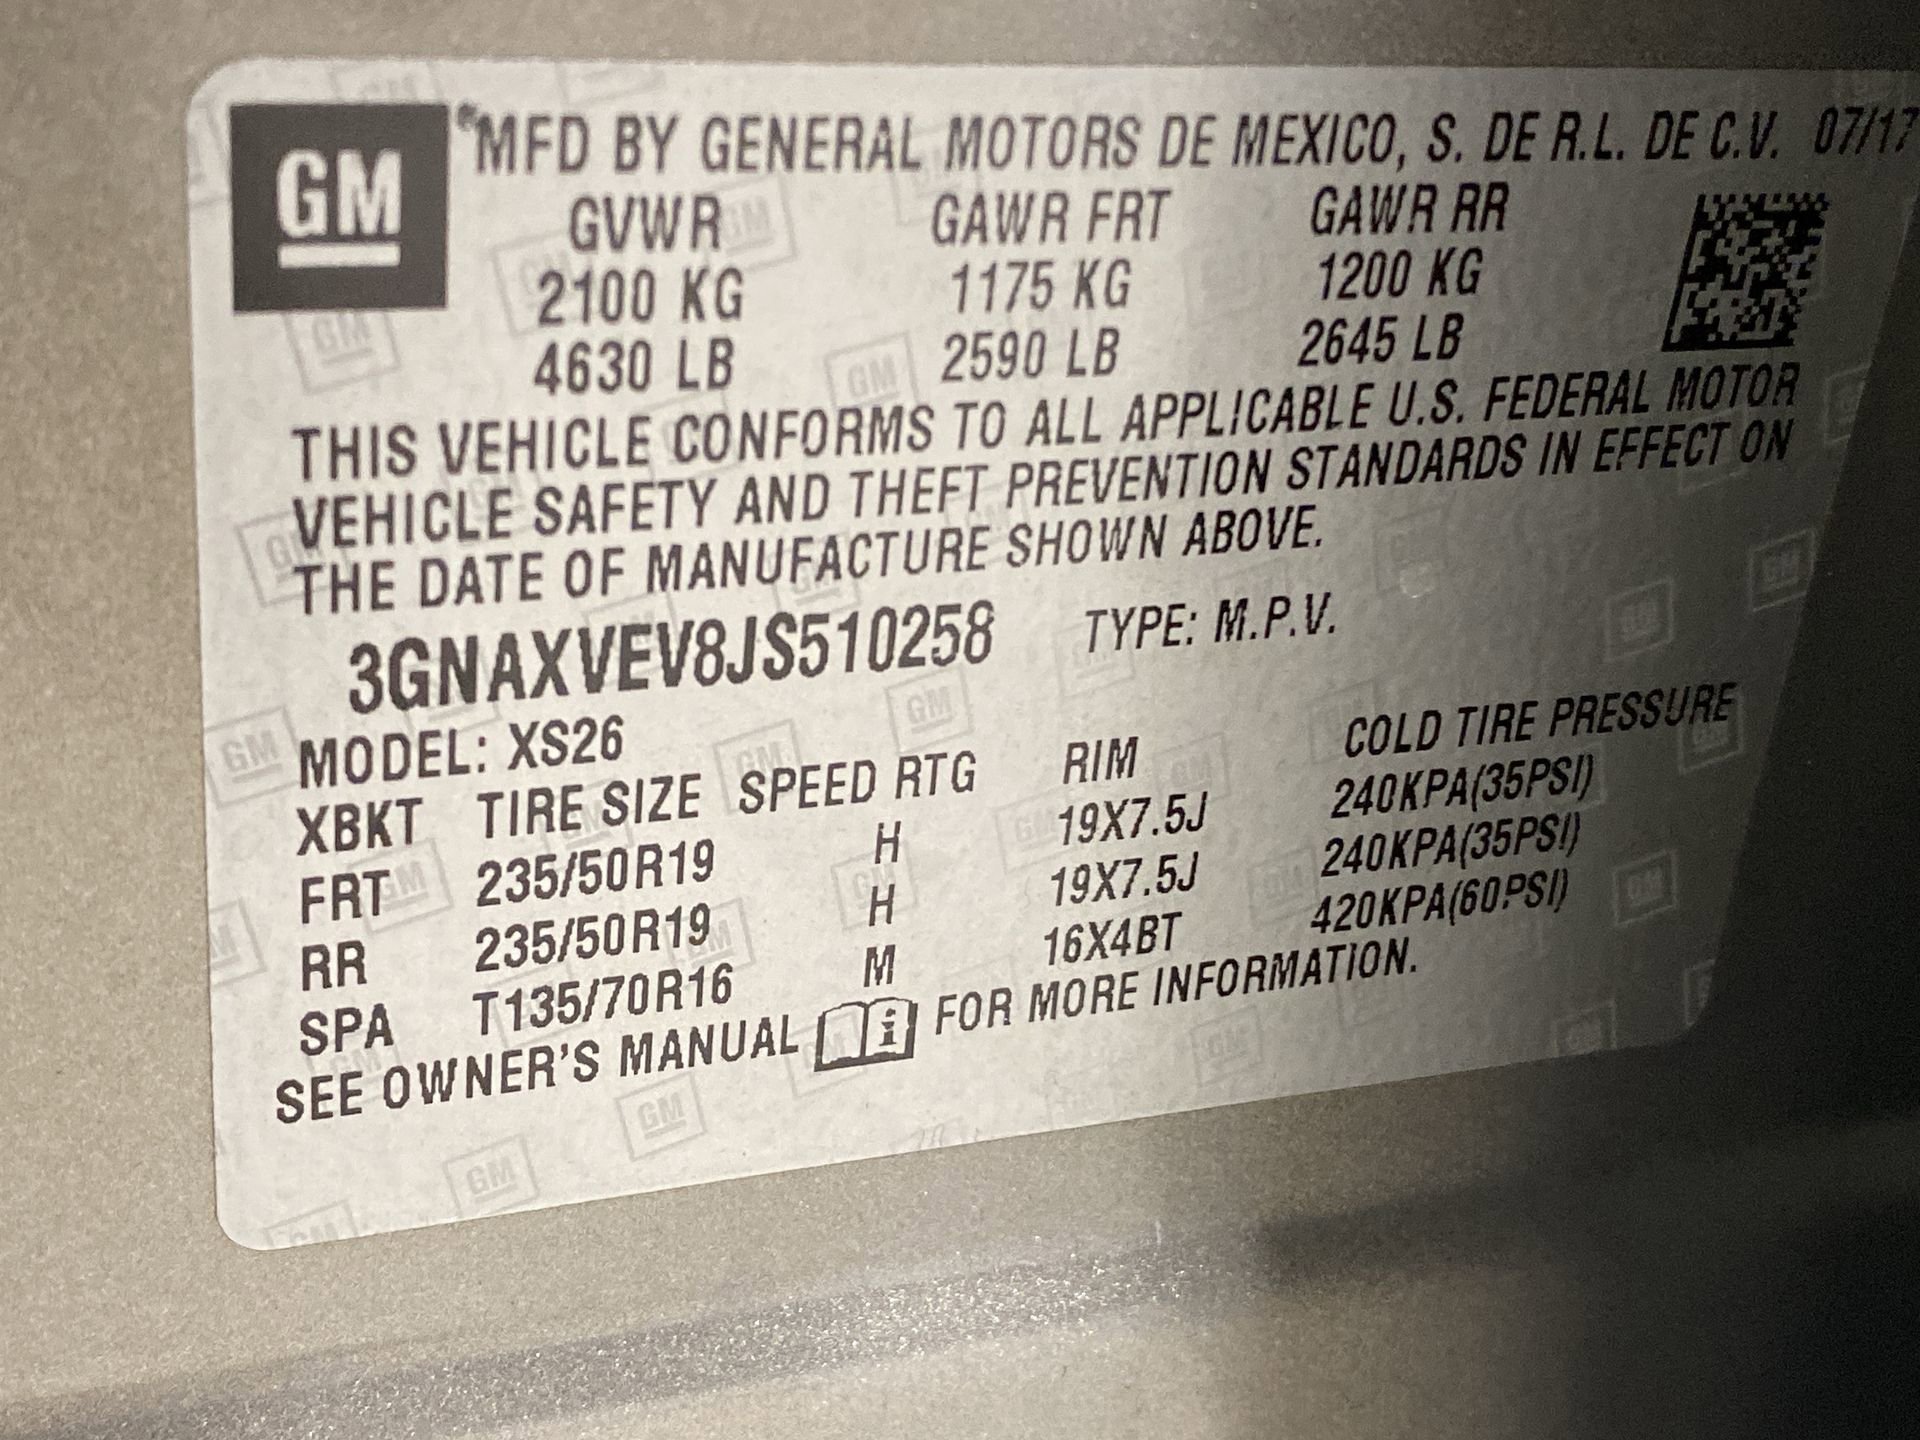 GM
®MFD BY GENERAL MOTORS DE MEXICO, S. DE R.L. DE C.V. 07/17
GVWR GAWR FRT GAWR RR
2100 KG 1175 KG 1200 KG
4630 LB 2590 LB 2645 LB
THIS VEHICLE CONFORMS TO ALL APPLICABLE U.S. FEDERAL MOTOR
VEHICLE SAFETY AND THEFT PREVENTION STANDARDS IN EFFECT ON
THE DATE OF MANUFACTURE SHOWN ABOVE.
3GNAXVEV8JS510258 TYPE: M.P.V.
MODEL: XS26
XBKT TIRE SIZE SPEED RTG RIM COLD TIRE PRESSURE
FRT 235/50R19 H 19X7.5J 240KPA(35PSI)
RR 235/50R19 H 19X7.5J 240KPA(35PSI)
SPA T135/70R16 M 16X4BT 420KPA(60PSI)
SEE OWNER'S MANUAL i FOR MORE INFORMATION.